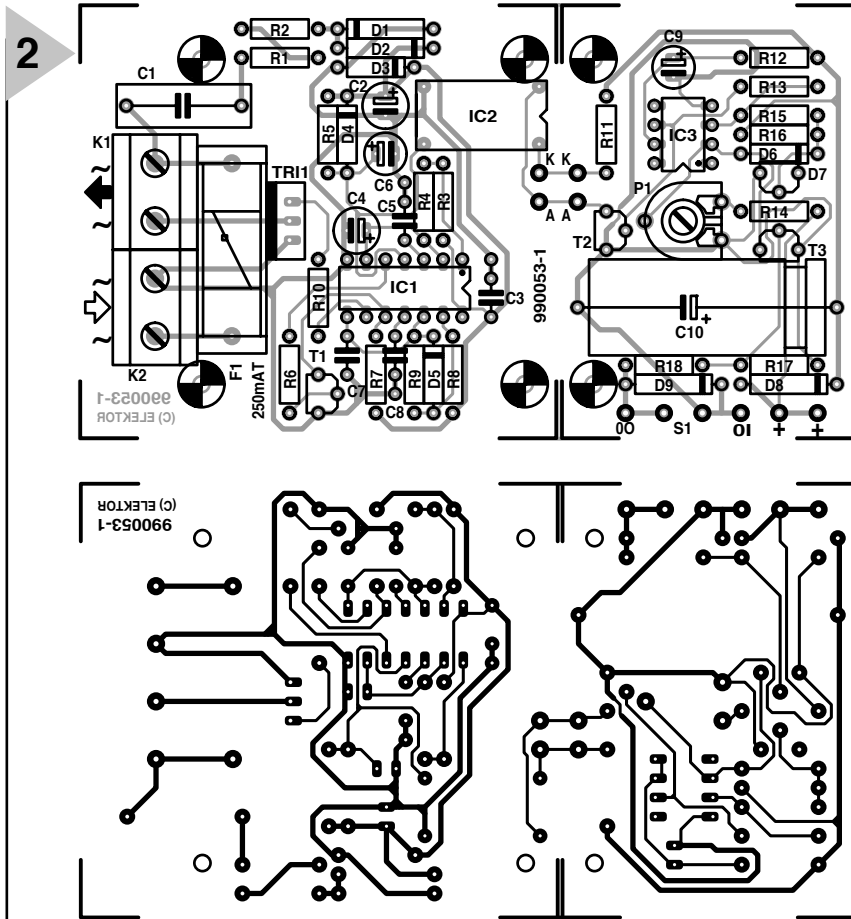 2
R2
R1
D1
D2
D3
C1
C2
R5
D4
IC2
C6
C9
R12
R13
R15
R16
D6
D7
R11
IC3
K1
~
~
TRI1
C4
C5
R4
R3
K K
A A
P1
R14
T2
T3
R10
IC1
C3
990053-1
C10
+
~
~
K2
F1
250mAT
R6
T1
C7
R7
C8
R9
D5
R8
R18
D9
R17
D8
00
S1
01
+
+
990053-1
(C) ELEKTOR
(C) ELEKTOR
990053-1